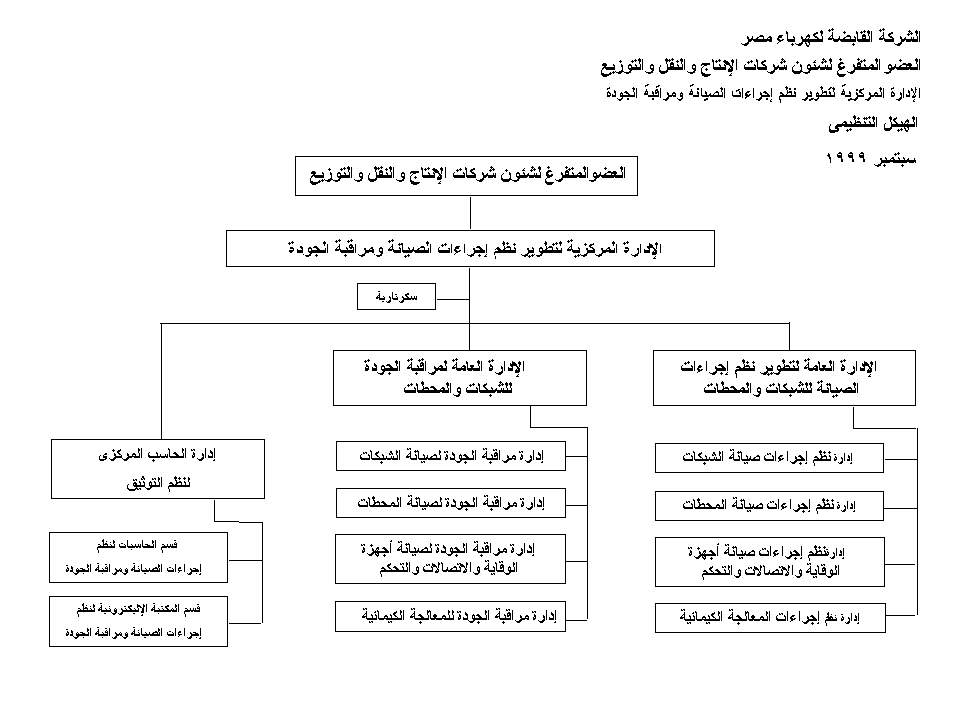 الشركة القابضة لكهرباء مصر
العضو المتفرغ لشئون شركات الإنتاج والنقل والتوزيع
الإدارة المركزية لتطوير نظم إجراءات الصيانة ومراقبة الجودة
الهيكل التنظيمى
سبتمبر ١٩٩٩
العضوالمتفرغ لشئون شركات الإنتاج والنقل والتوزيع
الإدارة المركزية لتطوير نظم إجراءات الصيانة ومراقبة الجودة
سكرتارية
الإدارة العامة لتطوير نظم إجراءات
الصيانة للشبكات والمحطات
إدارة نظم إجراءات صيانة الشبكات
إدارة نظم إجراءات صيانة المحطات
إدارةنظم إجراءات صيانة أجهزة
الوقاية والاتصالات والتحكم
إدارة نظم إجراءات المعالجة الكيمائية
الإدارة العامة لمراقبة الجودة
للشبكات والمحطات
إدارة مراقبة الجودة لصيانة الشبكات
إدارة مراقبة الجودة لصيانة المحطات
إدارة مراقبة الجودة لصيانة أجهزة
الوقاية والاتصالات والتحكم
إدارة مراقبة الجودة للمعالجة الكيمائية
إدارة الحاسب المركزى
لنظم التوثيق
قسم الحاسبات لنظم
إجراءات الصيانة ومراقبة الجودة
قسم المكتبة الإليكترونية لنظم
إجراءات الصيانة ومراقبة الجودة